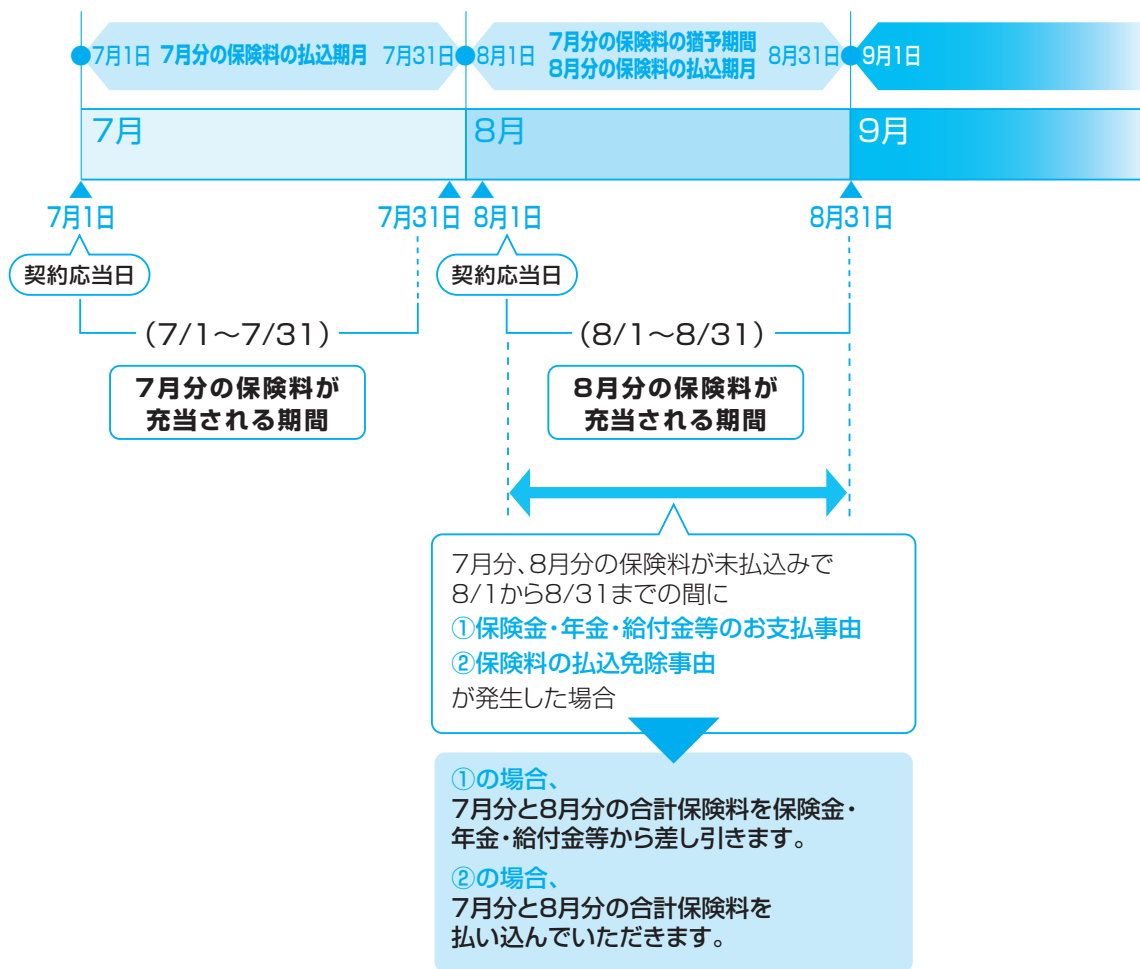 7月1日 7月分の保険料の払込期月 7月31日
8月1日 7月分の保険料の猶予期間
8月分の保険料の払込期月 8月31日
9月1日
7月
8月
9月
7月1日
7月31日
8月1日
8月31日
契約応当日
契約応当日
（7/1～7/31）
（8/1～8/31）
7月分の保険料が
充当される期間
8月分の保険料が
充当される期間
7月分、8月分の保険料が未払込みで
8/1から8/31までの間に
①保険金・年金・給付金等のお支払事由
②保険料の払込免除事由
が発生した場合
①の場合、
7月分と8月分の合計保険料を保険金・
年金・給付金等から差し引きます。
②の場合、
7月分と8月分の合計保険料を
払い込んでいただきます。